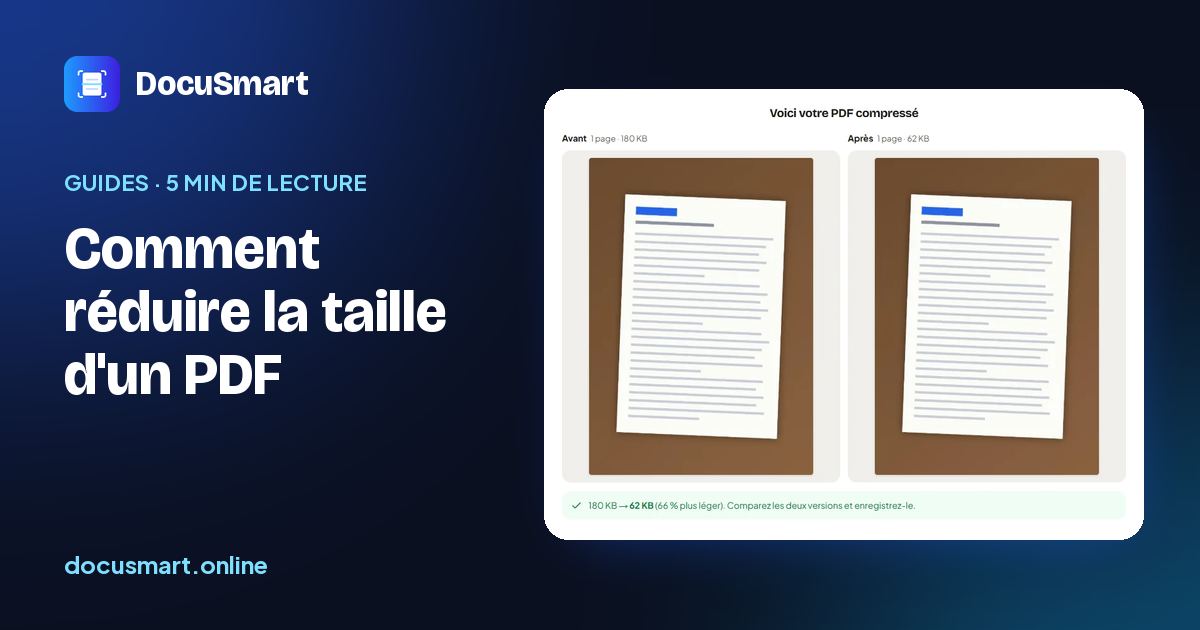 DocuSmart
GUIDES · 5 MIN DE LECTURE
Comment
réduire la taille
d'un PDF
docusmart.online
Voici votre PDF compressé
Avant 1 page · 180 KB
Après 1 page · 62 KB
180 KB → 62 KB (66 % plus léger). Comparez les deux versions et enregistrez-le.